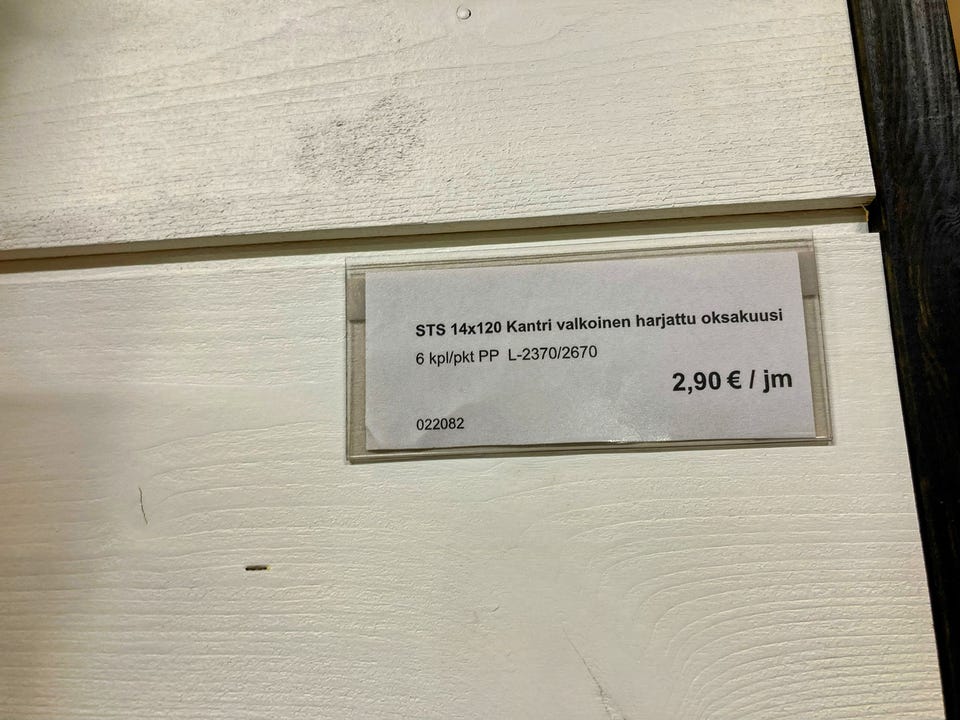 STS 14x120 Kantri valkoinen harjattu oksakuusi
6 kpl/pkt PP L-2370/2670
2,90 € / jm
022082